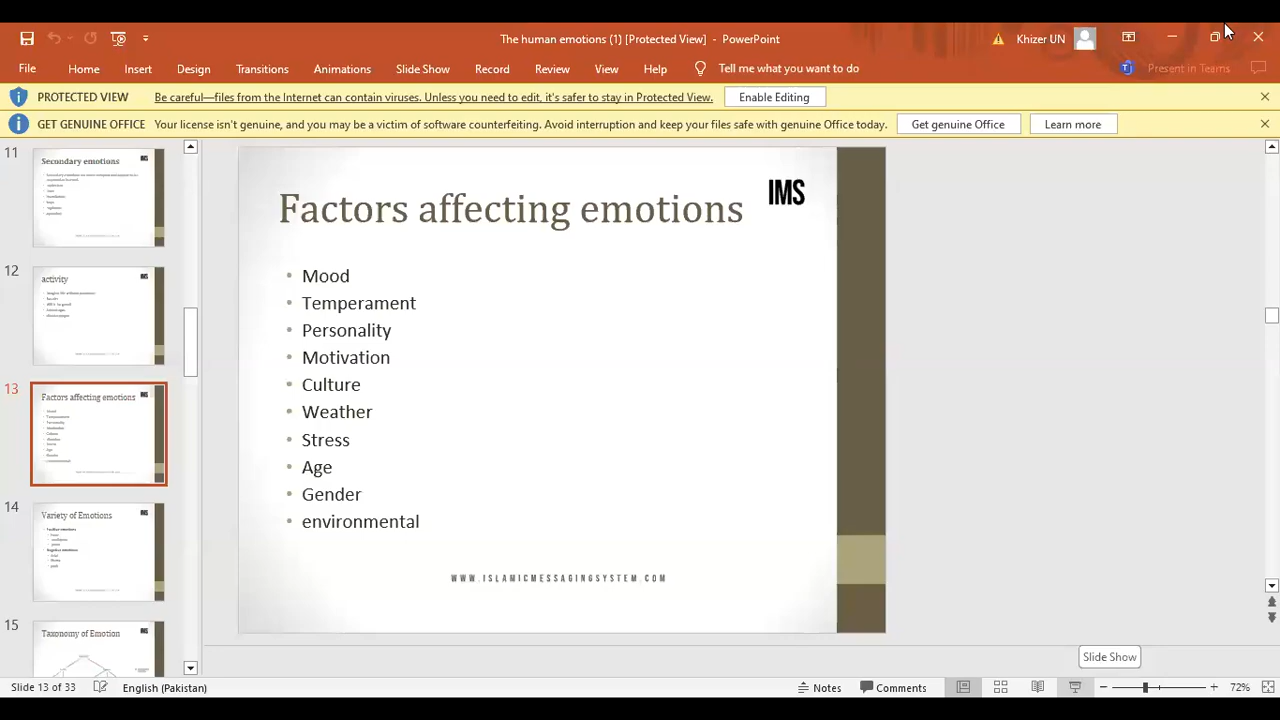 The human emotions (1) [Protected View] - PowerPoint
Khizer UN
File Home Insert Design Transitions Animations Slide Show Record Review View Help Tell me what you want to do Present in Teams
PROTECTED VIEW Be careful—files from the Internet can contain viruses. Unless you need to edit, it's safer to stay in Protected View. Enable Editing
GET GENUINE OFFICE Your license isn't genuine, and you may be a victim of software counterfeiting. Avoid interruption and keep your files safe with genuine Office today. Get genuine Office Learn more
11
Secondary emotions
12
activity
13
Factors affecting emotions
14
Variety of Emotions
15
Taxonomy of Emotion
Factors affecting emotions
IMS
Mood
Temperament
Personality
Motivation
Culture
Weather
Stress
Age
Gender
environmental
WWW.ISLAMICMESSAGINGSYSTEM.COM
Slide Show
Slide 13 of 33 English (Pakistan) Notes Comments 72%